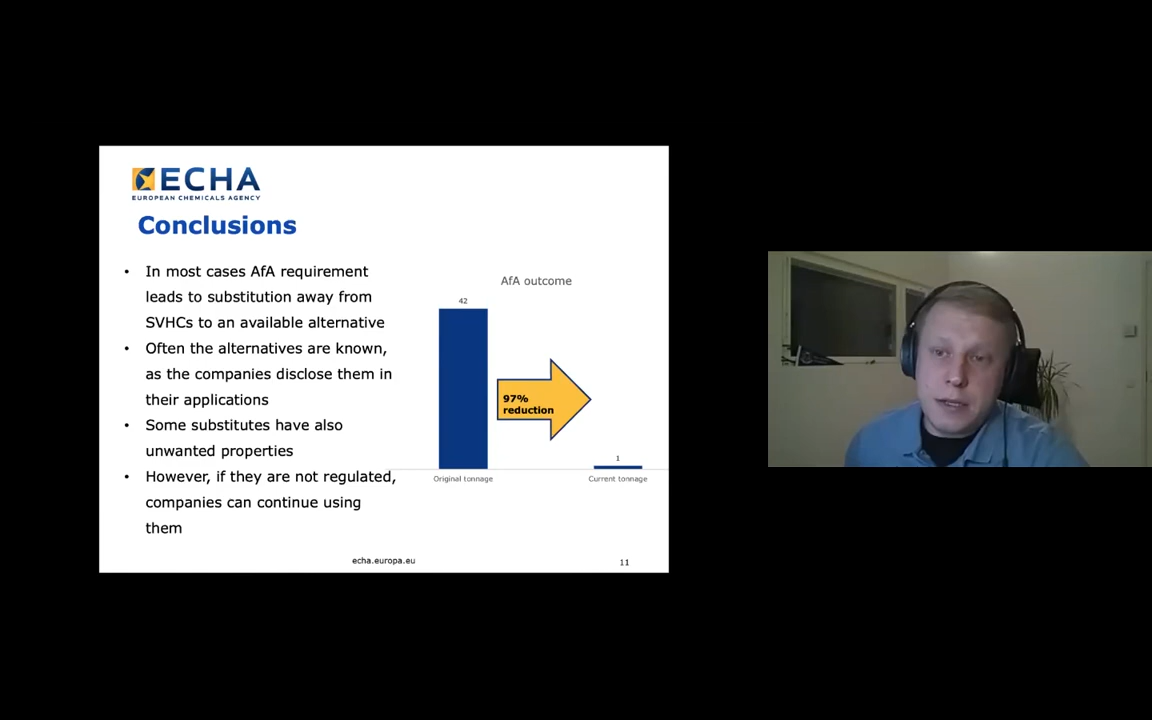 ECHA
EUROPEAN CHEMICALS AGENCY
Conclusions
• In most cases AfA requirement
leads to substitution away from
SVHCs to an available alternative
• Often the alternatives are known,
as the companies disclose them in
their applications
• Some substitutes have also
unwanted properties
• However, if they are not regulated,
companies can continue using
them
AfA outcome
42
97%
reduction
1
Original tonnage
Current tonnage
echa.europa.eu
11